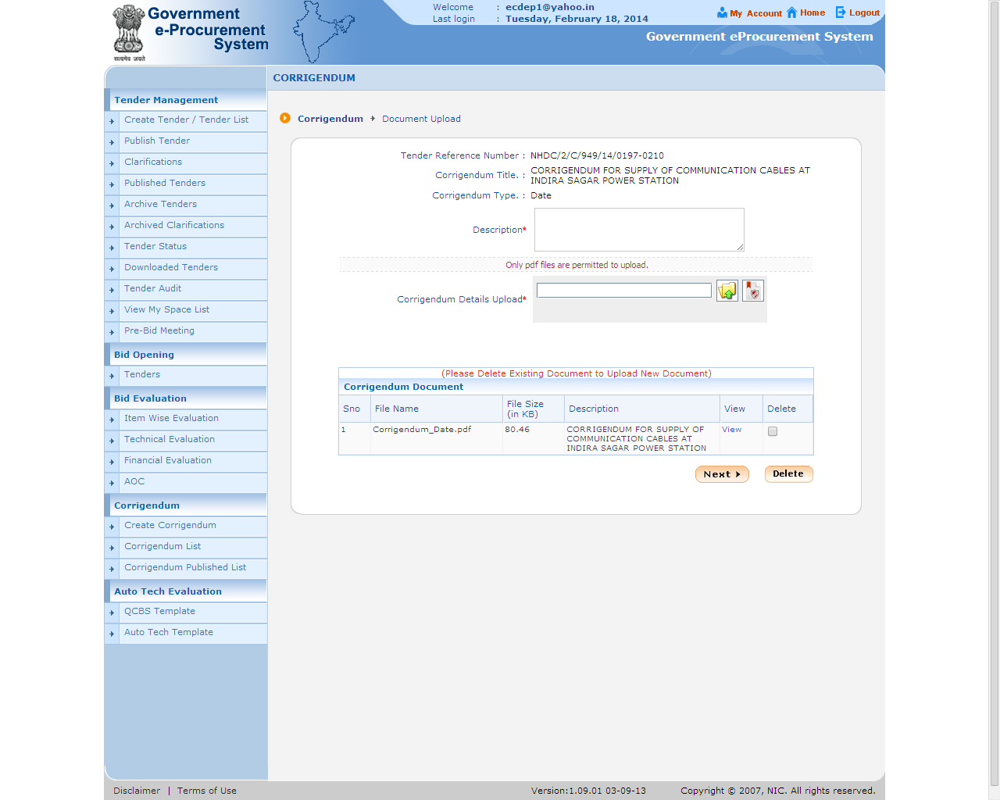 Government
e-Procurement
System
सत्यमेव जयते
Welcome : ecdep1@yahoo.in
Last login : Tuesday, February 18, 2014
My Account Home Logout
Government eProcurement System
CORRIGENDUM
Tender Management
Create Tender / Tender List
Publish Tender
Clarifications
Published Tenders
Archive Tenders
Archived Clarifications
Tender Status
Downloaded Tenders
Tender Audit
View My Space List
Pre-Bid Meeting
Bid Opening
Tenders
Bid Evaluation
Item Wise Evaluation
Technical Evaluation
Financial Evaluation
AOC
Corrigendum
Create Corrigendum
Corrigendum List
Corrigendum Published List
Auto Tech Evaluation
QCBS Template
Auto Tech Template
Corrigendum Document Upload
Tender Reference Number : NHDC/2/C/949/14/0197-0210
Corrigendum Title. : CORRIGENDUM FOR SUPPLY OF COMMUNICATION CABLES AT
INDIRA SAGAR POWER STATION
Corrigendum Type. : Date
Description*
Only pdf files are permitted to upload.
Corrigendum Details Upload*
(Please Delete Existing Document to Upload New Document)
Corrigendum Document
Sno File Name File Size (in KB) Description View Delete
1 Corrigendum_Date.pdf 80.46 CORRIGENDUM FOR SUPPLY OF View
COMMUNICATION CABLES AT
INDIRA SAGAR POWER STATION
Next Delete
Disclaimer | Terms of Use Version:1.09.01 03-09-13 Copyright © 2007, NIC. All rights reserved.